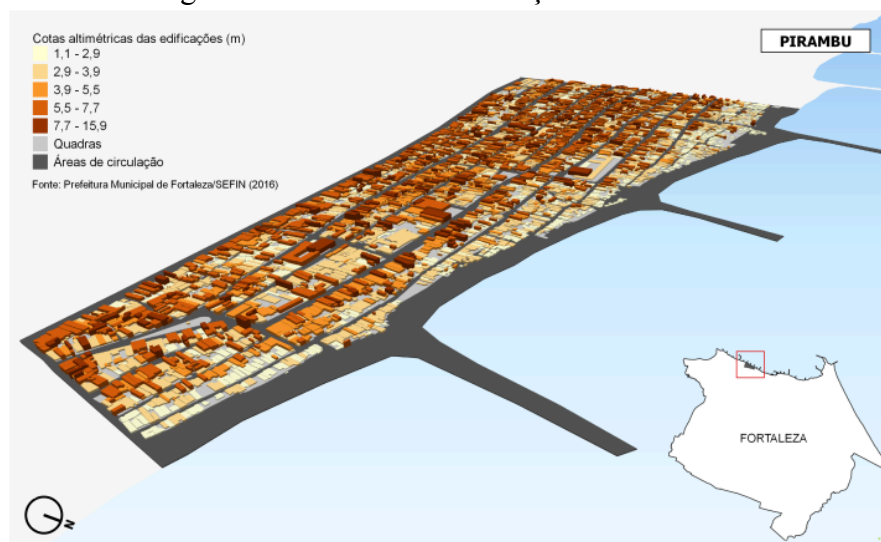 Cotas altimétricas das edificações (m)
1,1 - 2,9
2,9 - 3,9
3,9 - 5,5
5,5 - 7,7
7,7 - 15,9
Quadras
Áreas de circulação
Fonte: Prefeitura Municipal de Fortaleza/SEFIN (2016)
PIRAMBU
FORTALEZA
N